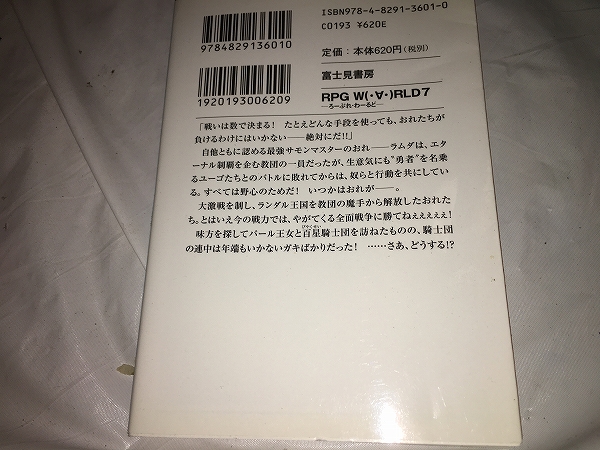 ISBN978-4-8291-3601-0
C0193 ¥620E
9784829136010
定価：本体620円（税別）
富士見書房
1920193006209
RPG W(・∀・)RLD7
―ろーぷれ・わーるど―
「戦いは数で決まる！　たとえどんな手段を使っても、おれたちが
負けるわけにはいかない――絶対にだ!!」
　自他ともに認める最強サモンマスターのおれ――ラムダは、エタ
ーナル制覇を企む教団の一員だったが、生意気にも“勇者”を名乗
るユーゴたちとのバトルに敗れてからは、奴らと行動を共にしてい
る。すべては野心のためだ！　いつかはおれが――。
　大激戦を制し、ランダル王国を教団の魔手から解放したおれた
ち。とはいえ今の戦力では、やがてくる全面戦争に勝てねぇぇぇぇ！
びゃくせい
　味方を探してパール王女と百星騎士団を訪ねたものの、騎士団
の連中は年端もいかないガキばかりだった！　……さあ、どうする!?